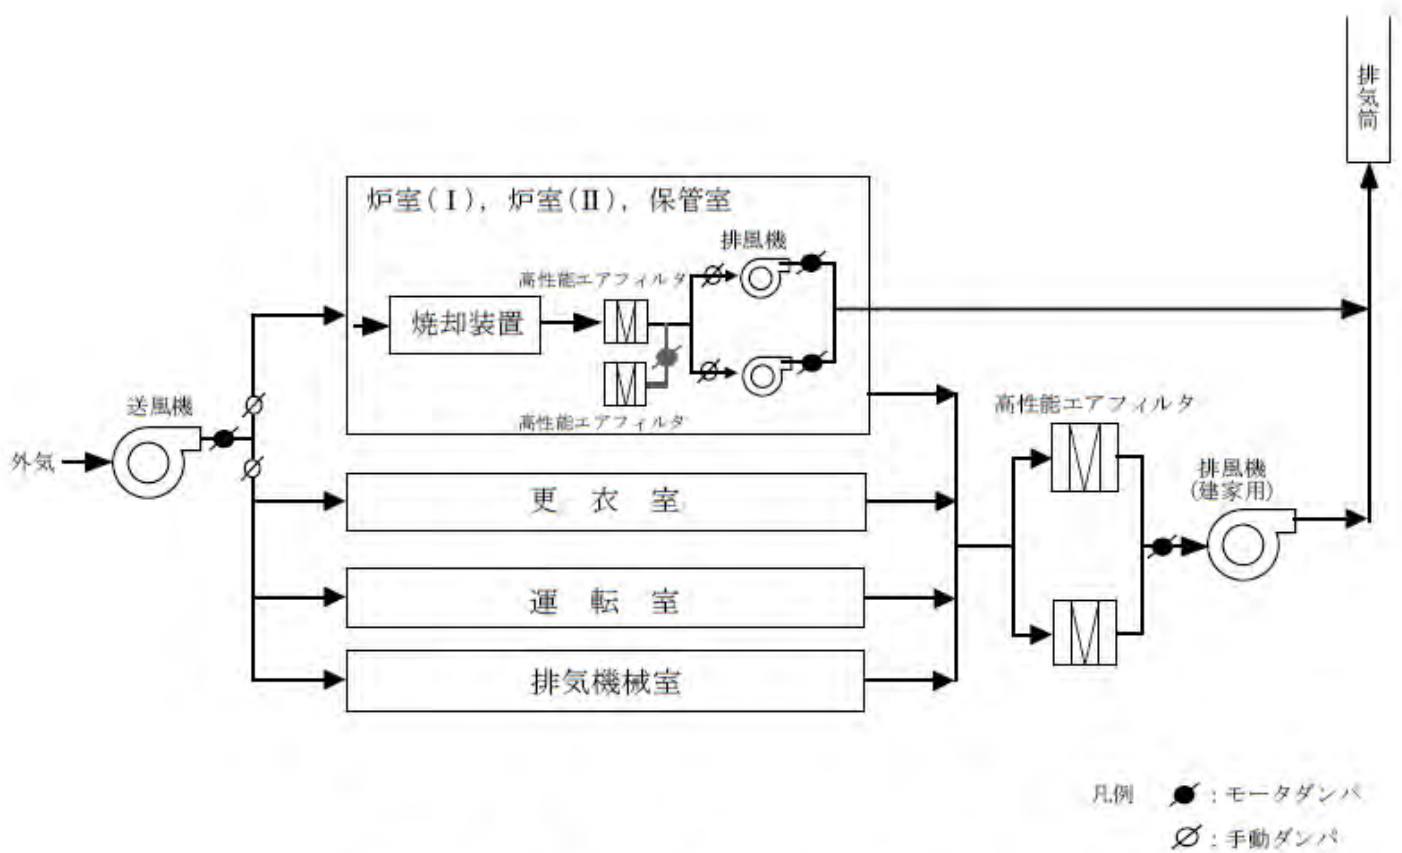 排気筒
炉室(Ⅰ), 炉室(Ⅱ), 保管室
排風機
高性能エアフィルタ
焼却装置
高性能エアフィルタ
送風機
外気
高性能エアフィルタ
排風機
(建家用)
更 衣 室
運 転 室
排気機械室
凡例 :モータダンパ
:手動ダンパ